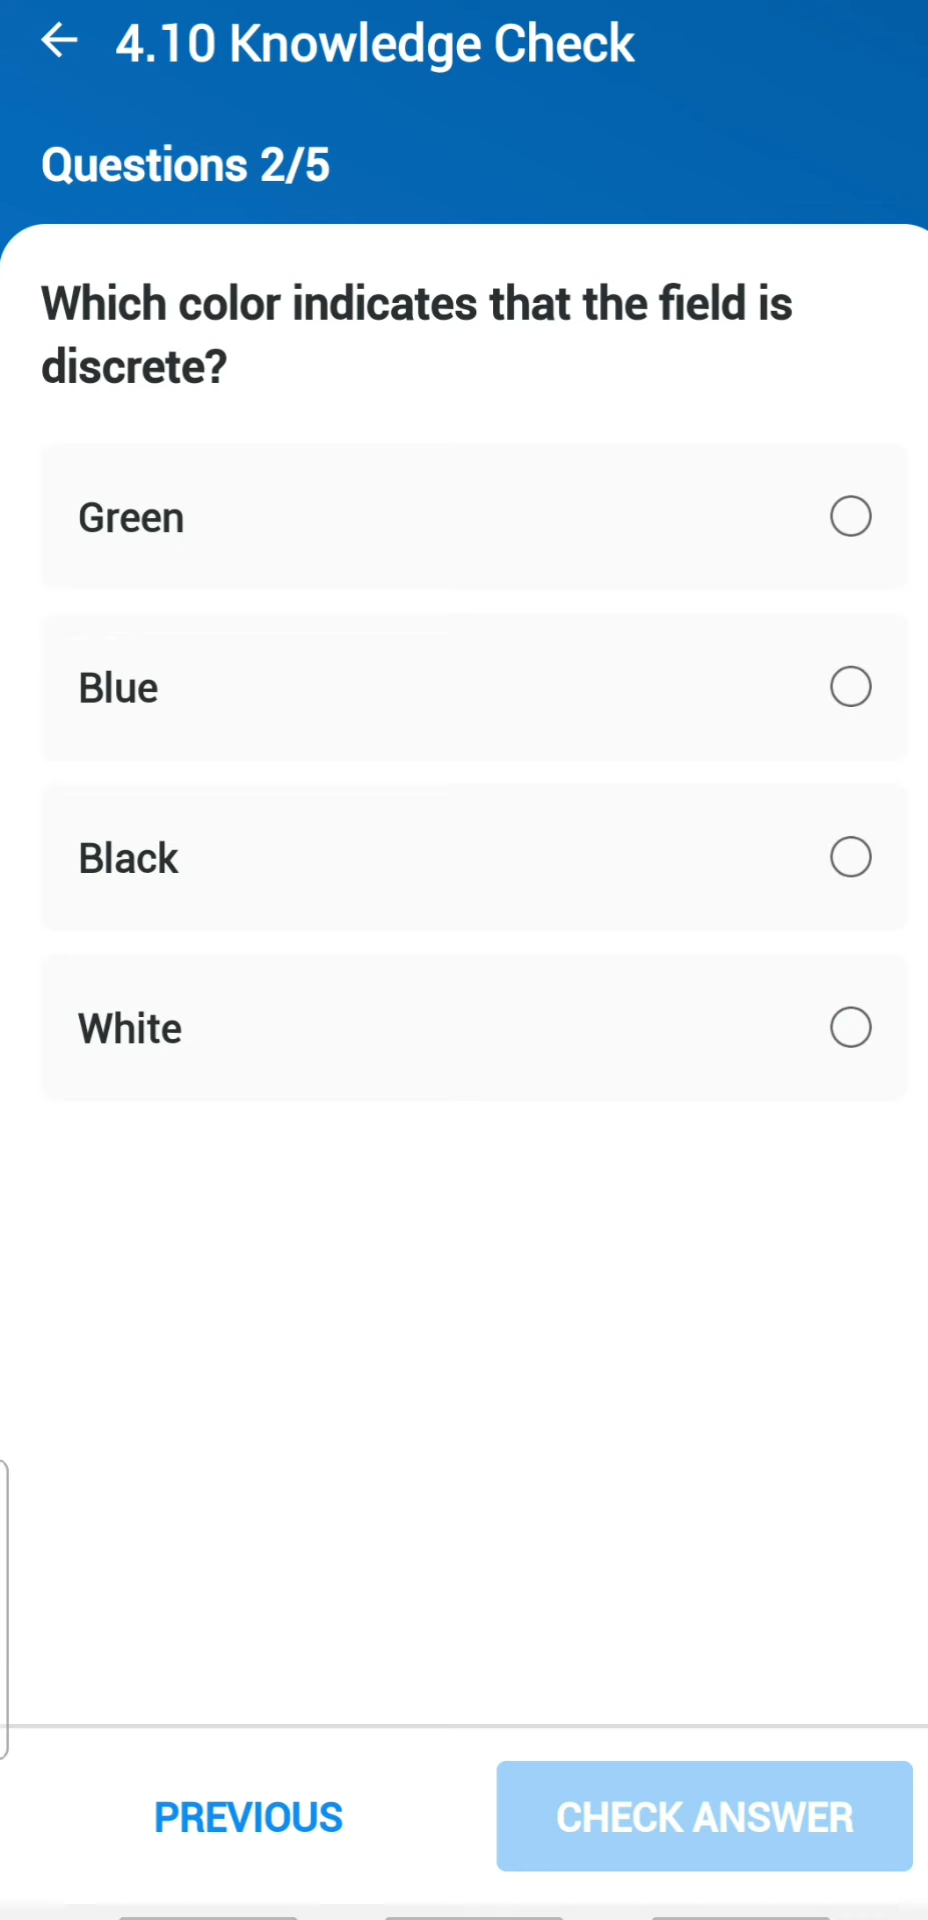 4.10 Knowledge Check
Questions 2/5
Which color indicates that the field is
discrete?
Green
Blue
Black
White
PREVIOUS
CHECK ANSWER